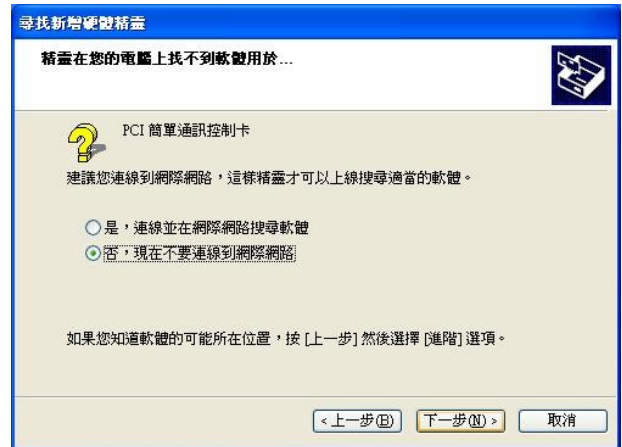 尋找新增硬體精靈
精靈在您的電腦上找不到軟體用於...
PCI 簡單通訊控制卡
建議您連線到網際網路，這樣精靈才可以上線搜尋適當的軟體。
是，連線並在網際網路搜尋軟體
否，現在不要連線到網際網路
如果您知道軟體的可能所在位置，按 [上一步] 然後選擇 [進階] 選項。
< 上一步(B)
下一步(N) >
取消